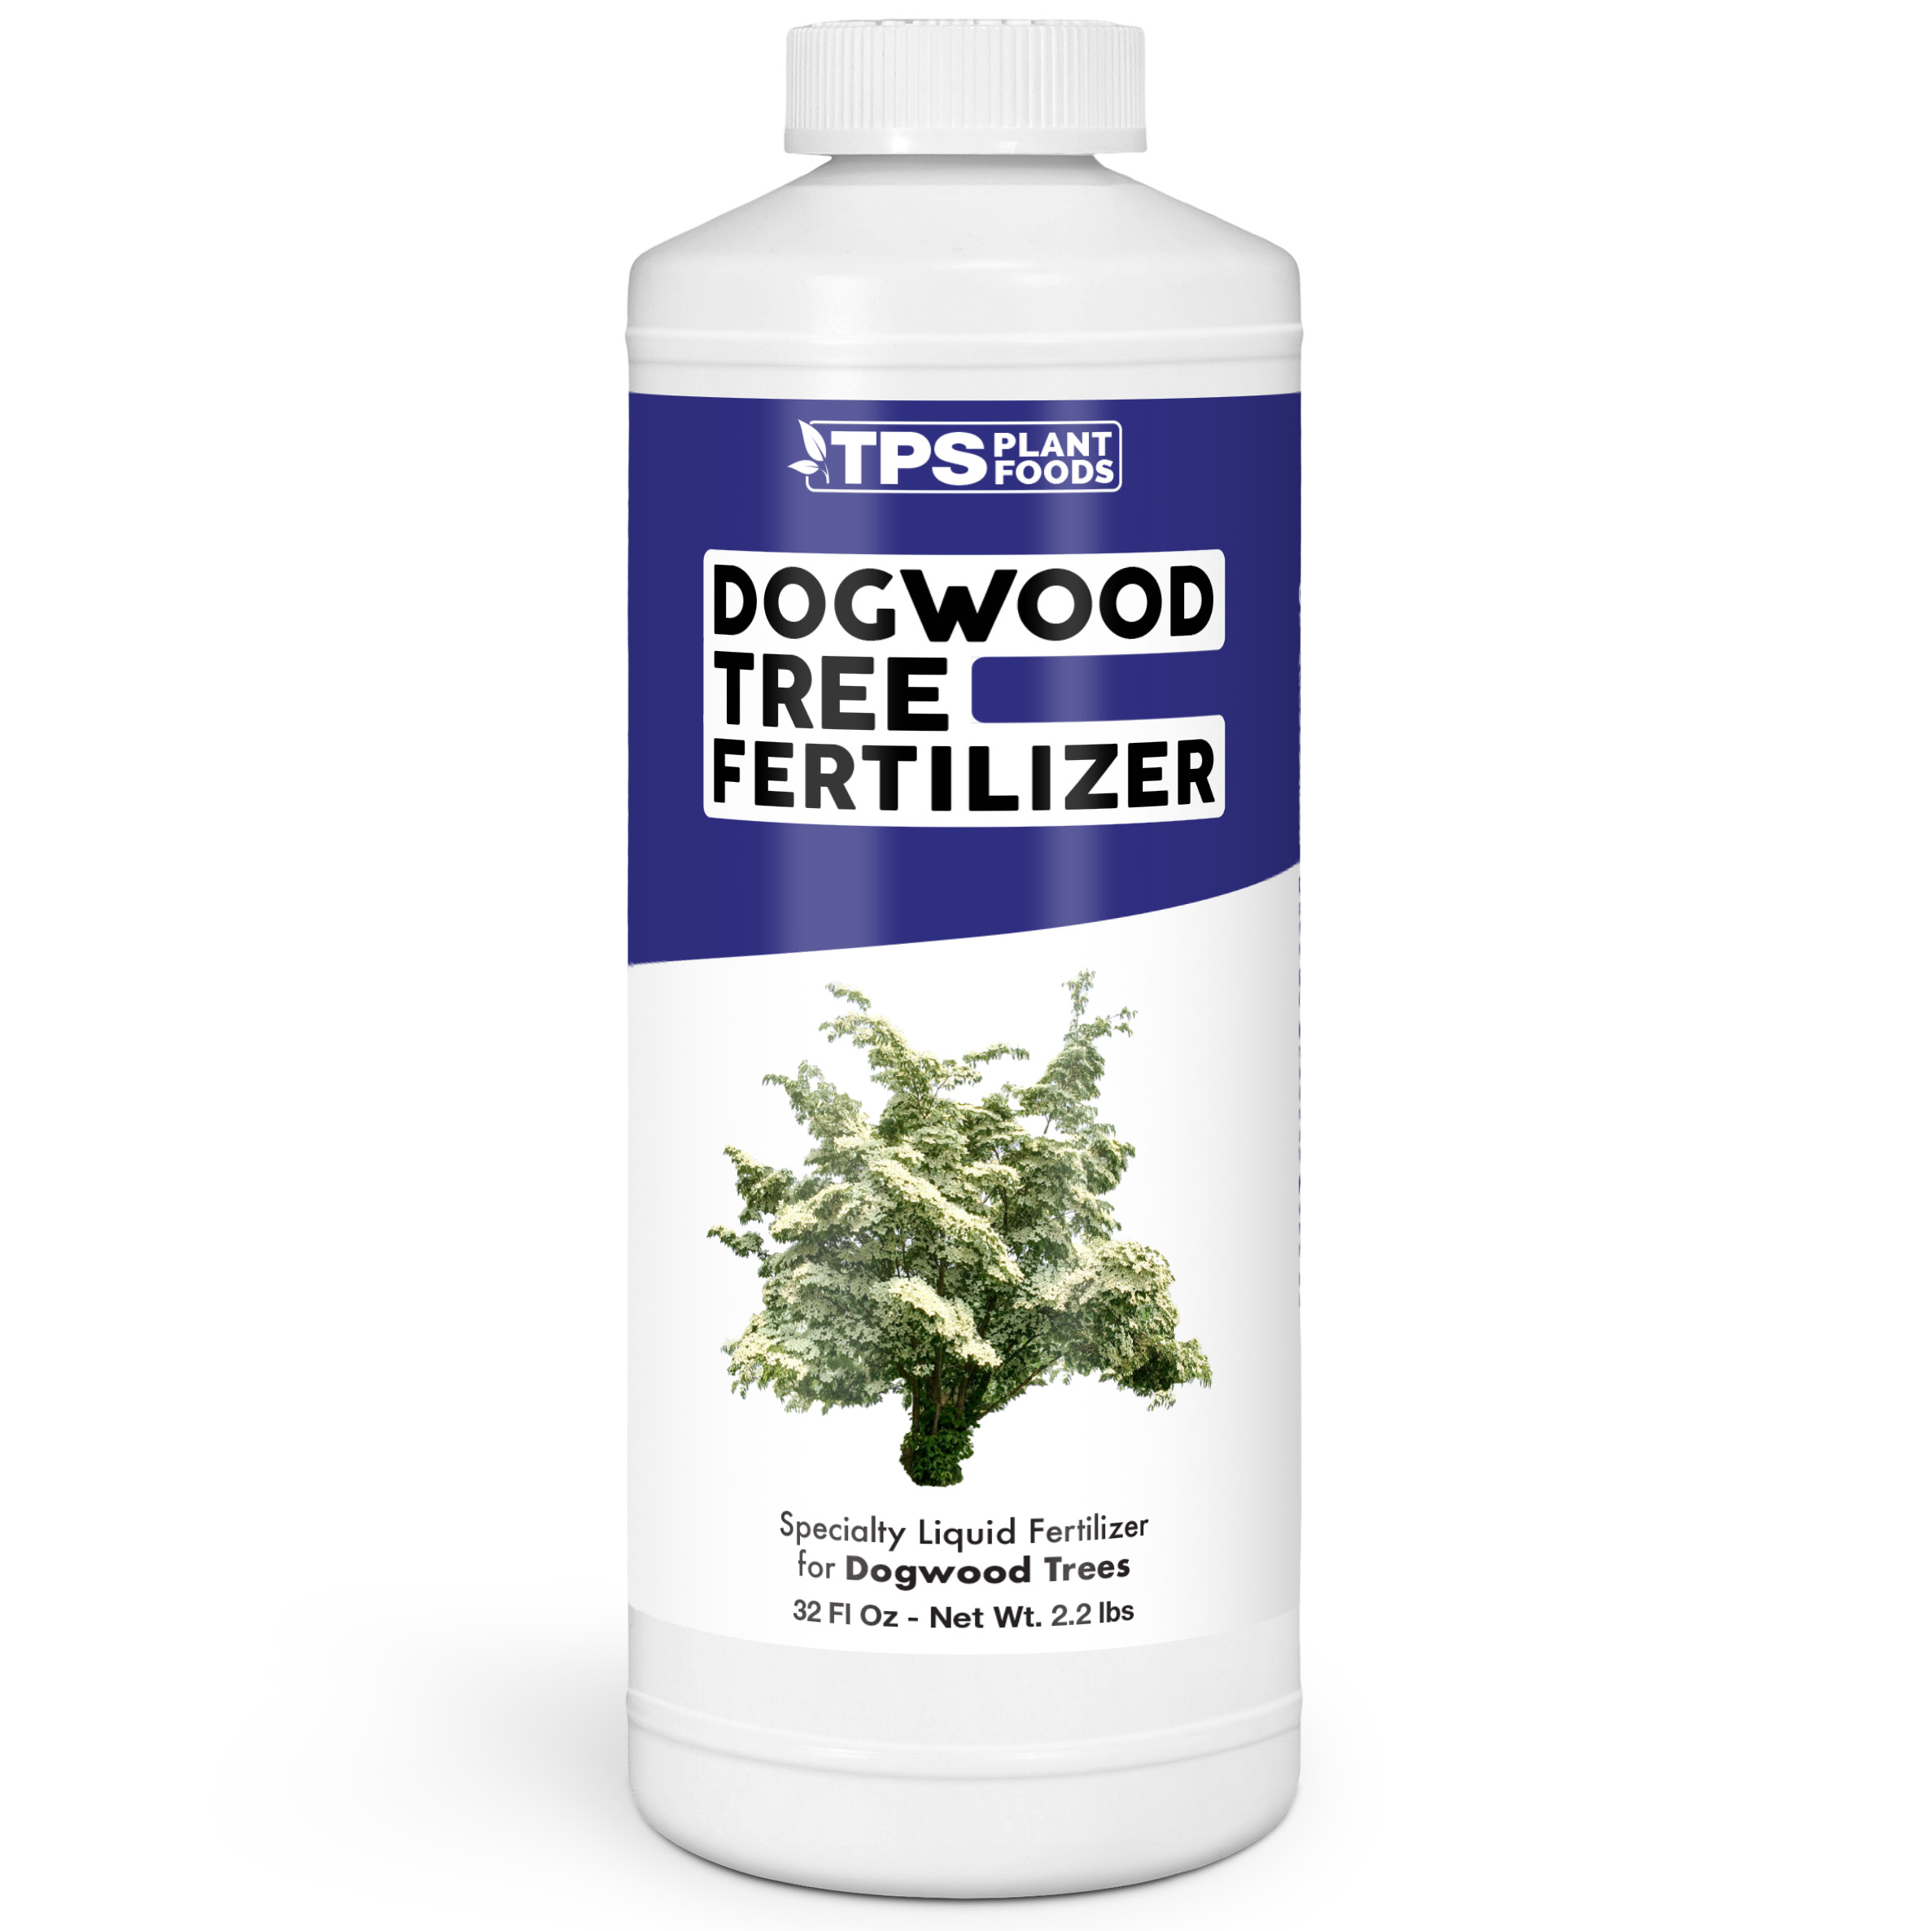 TPS PLANT FOODS
DOGWOOD
TREE
FERTILIZER
Specialty Liquid Fertilizer
for Dogwood Trees
32 Fl Oz - Net Wt. 2.2 lbs